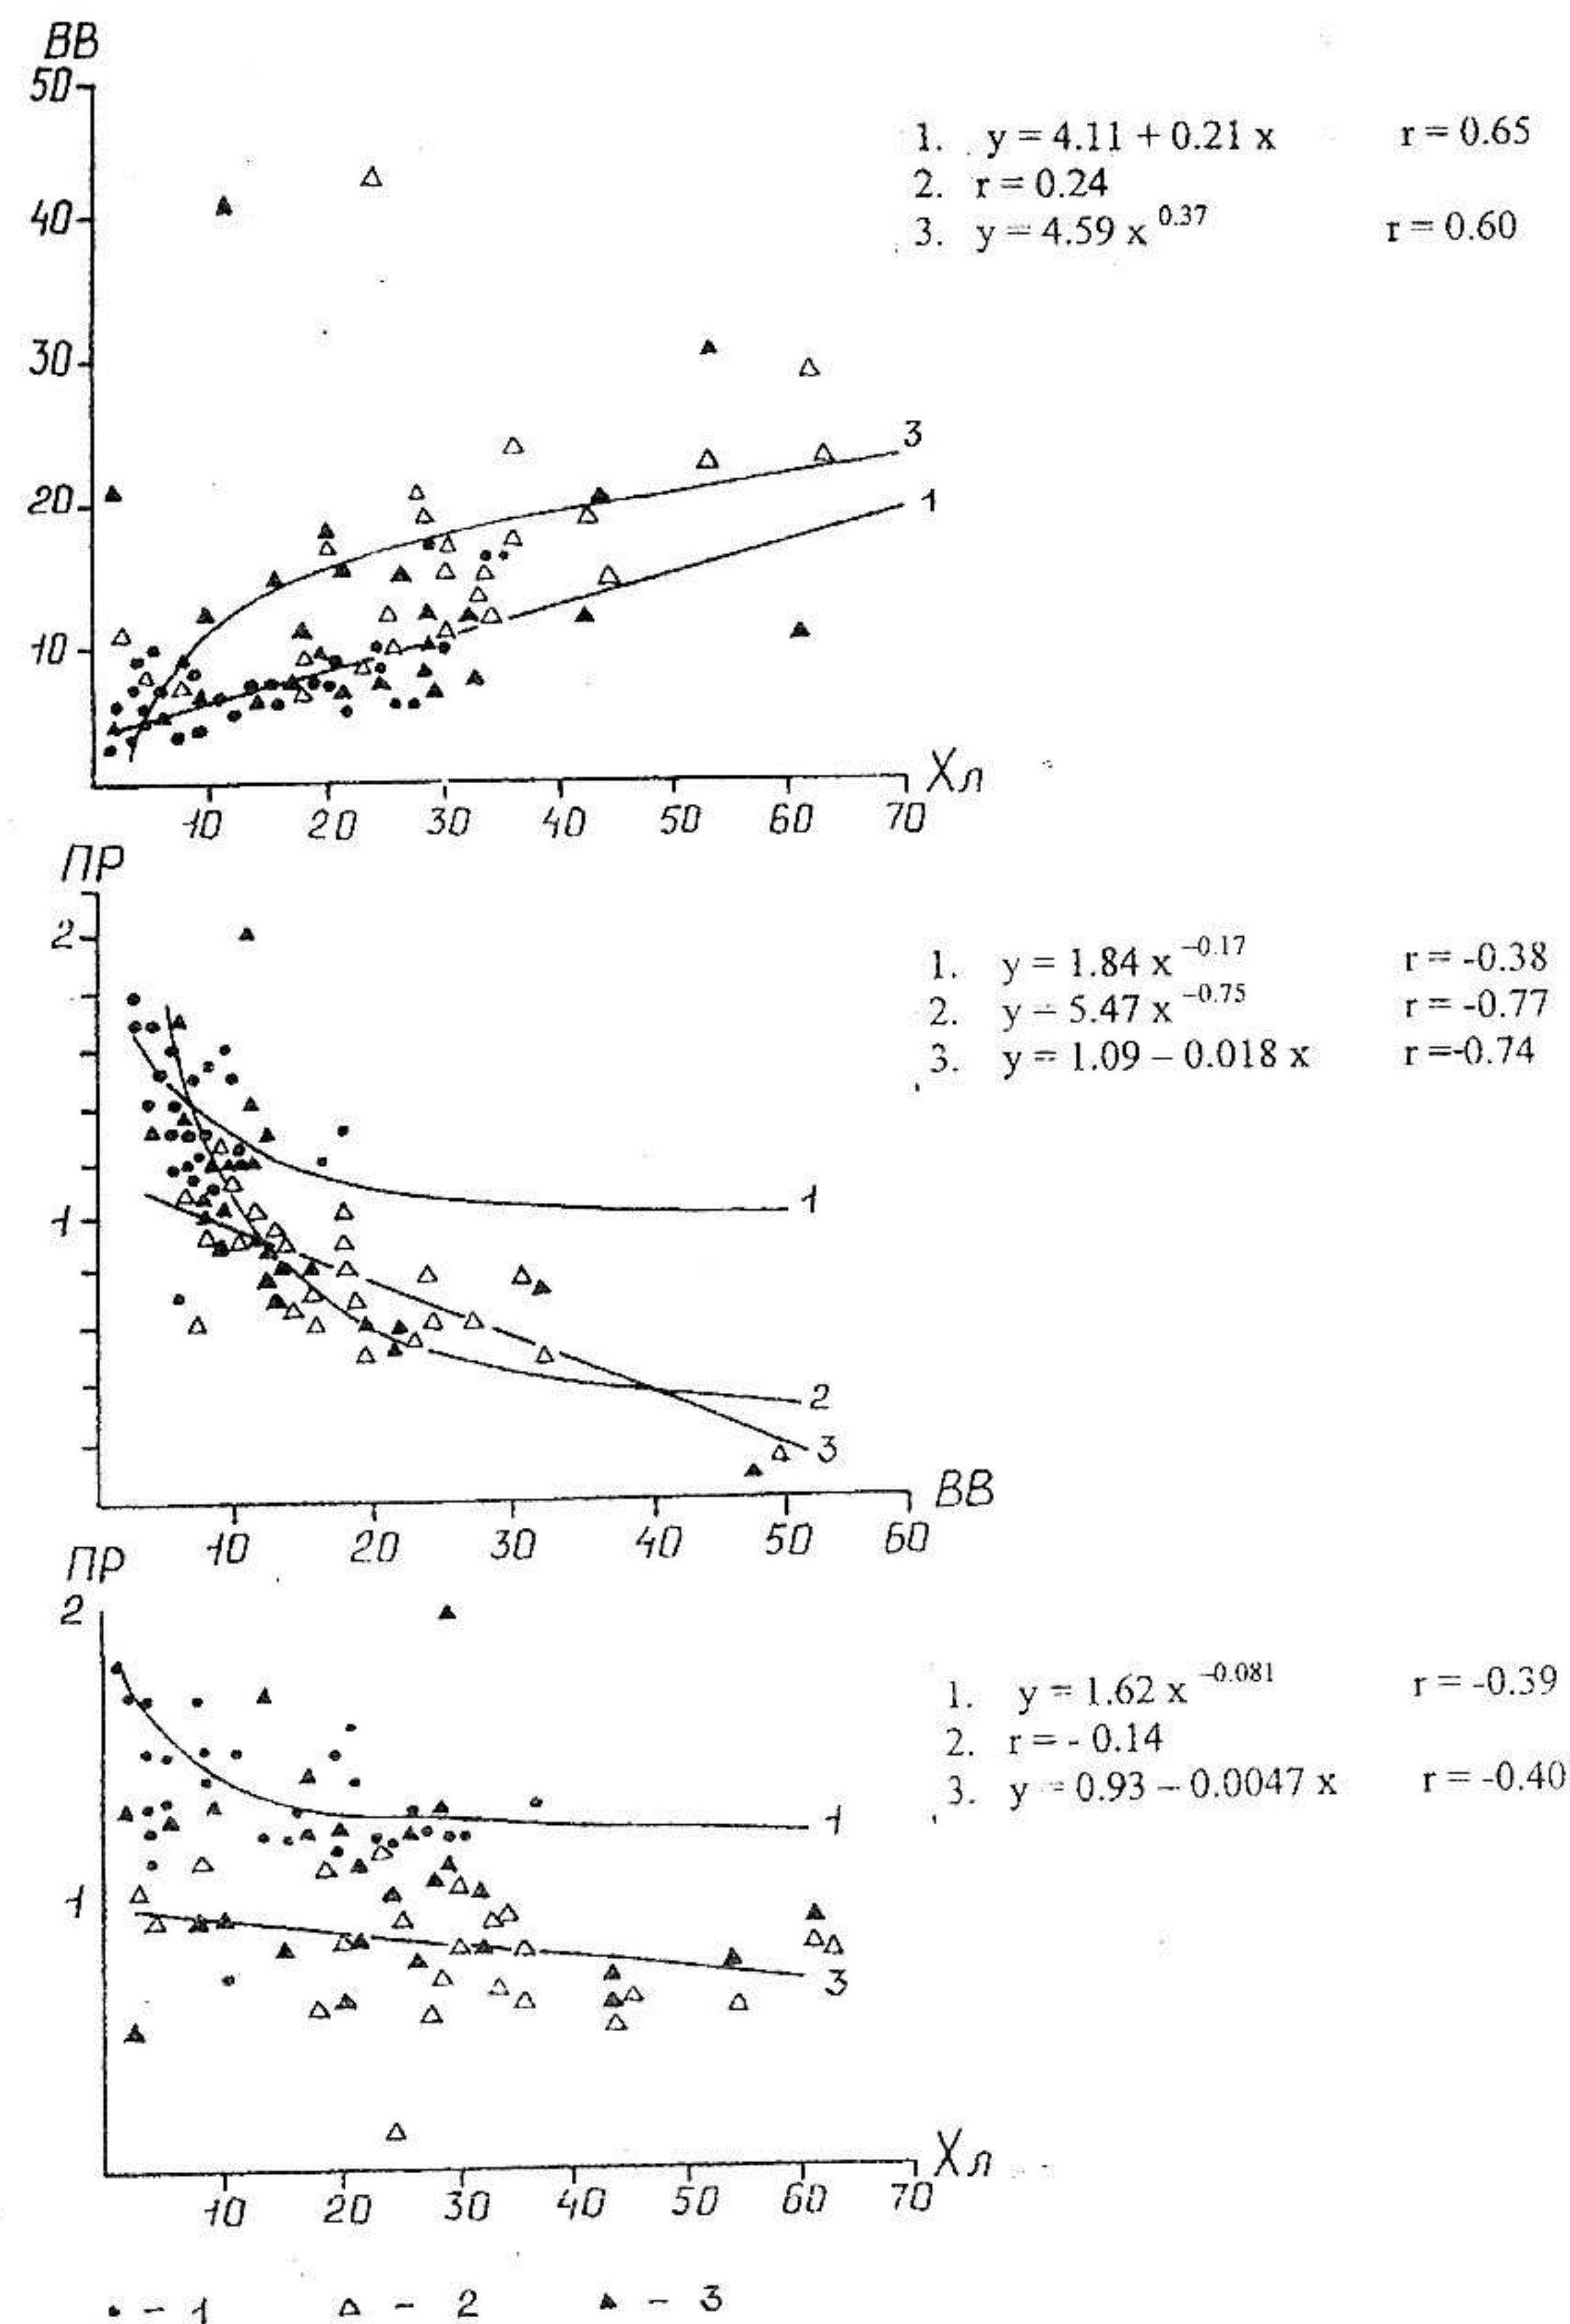 ВВ
50
1. y = 4.11 + 0.21 x r = 0.65
2. r = 0.24
40
3. y = 4.59 x^0.37 r = 0.60
30
3
20
1
10
Хл
10 20 30 40 50 60 70
ПР
2
1. y = 1.84 x^–0.17 r = -0.38
2. y = 5.47 x^–0.75 r = -0.77
3. y = 1.09 – 0.018 x r =-0.74
1
1
2
3
ВВ
10 20 30 40 50 60
ПР
2
1. y = 1.62 x^–0.081 r = -0.39
2. r = - 0.14
3. y = 0.93 – 0.0047 x r = -0.40
1
1
3
Хл
10 20 30 40 50 60 70
• - 1 △ - 2 ▲ - 3